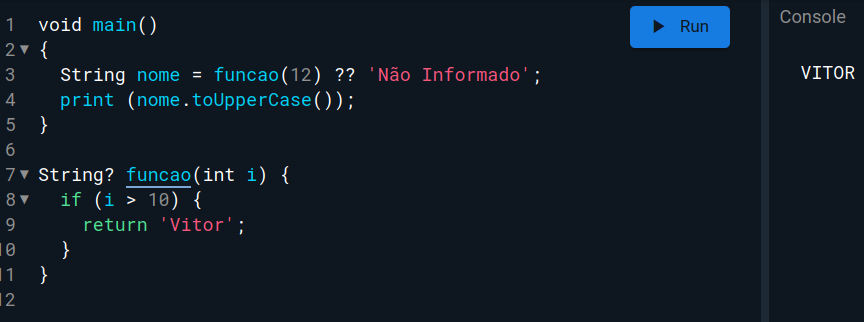 1 void main()
2 {
3 String nome = funcao(12) ?? 'Não Informado';
4 print (nome.toUpperCase());
5 }
6
7 String? funcao(int i) {
8 if (i > 10) {
9 return 'Vitor';
10 }
11 }
12
Run
Console
VITOR